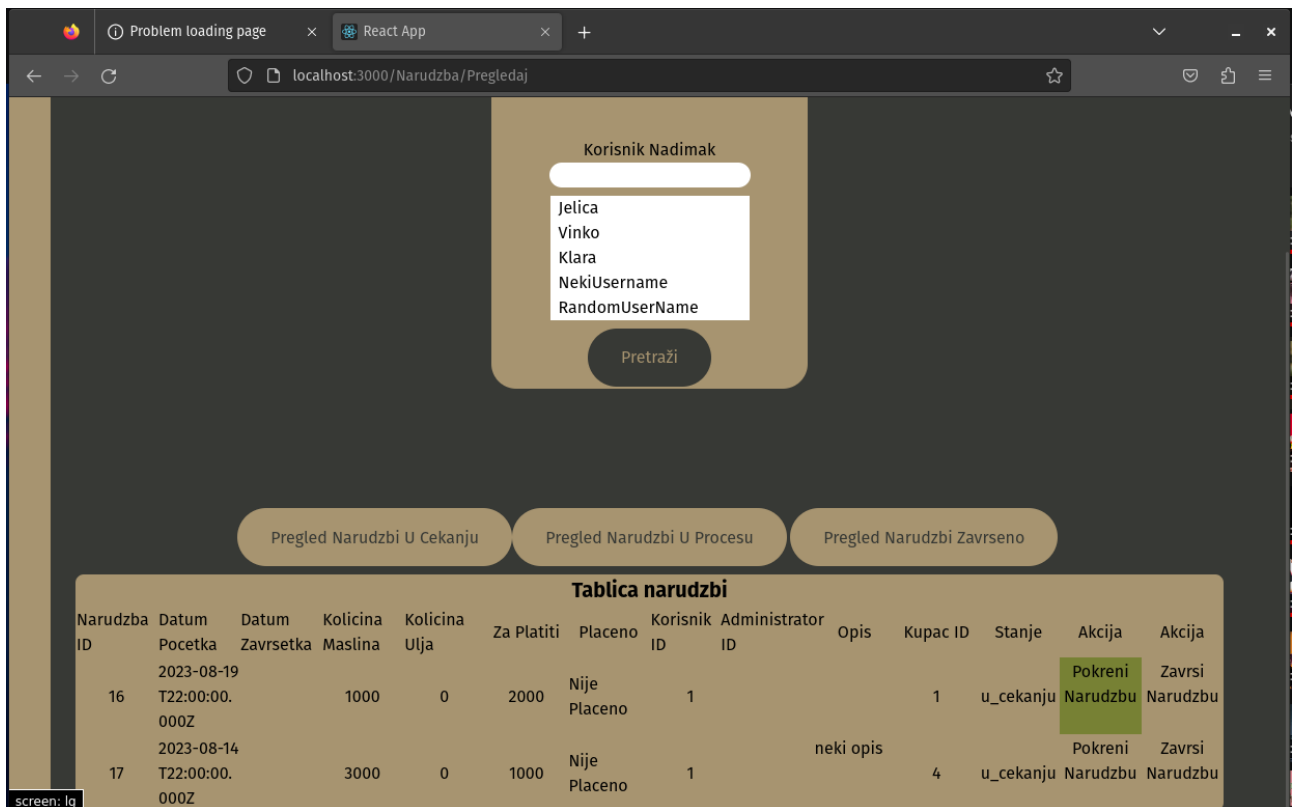 Problem loading page
React App
localhost:3000/Narudzba/Pregledaj
Korisnik Nadimak
Jelica
Vinko
Klara
NekiUsername
RandomUserName
Pretraži
Pregled Narudzbi U Cekanju
Pregled Narudzbi U Procesu
Pregled Narudzbi Zavrseno
Tablica narudzbi
Narudzba ID
Datum Pocetka
Datum Zavrsetka
Kolicina Maslina
Kolicina Ulja
Za Platiti
Placeno
Korisnik ID
Administrator ID
Opis
Kupac ID
Stanje
Akcija
Akcija
16
2023-08-19
T22:00:00.
000Z
1000
0
2000
Nije
Placeno
1
1
u_cekanju
Pokreni
Narudzbu
Zavrsi
Narudzbu
17
2023-08-14
T22:00:00.
000Z
3000
0
1000
Nije
Placeno
1
neki opis
4
u_cekanju
Pokreni
Narudzbu
Zavrsi
Narudzbu
screen: lg